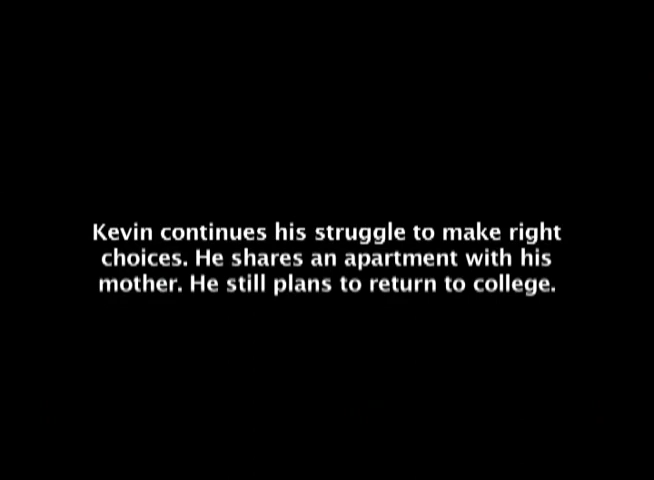 Kevin continues his struggle to make right
choices. He shares an apartment with his
mother. He still plans to return to college.